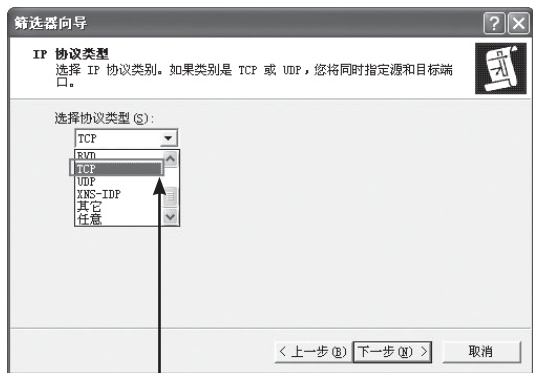 筛选器向导
IP 协议类型
选择 IP 协议类别。如果类别是 TCP 或 UDP，您将同时指定源和目标端
口。
选择协议类型(S):
TCP
RVD
TCP
UDP
XNS-IDP
其它
任意
< 上一步(B)
下一步(N) >
取消